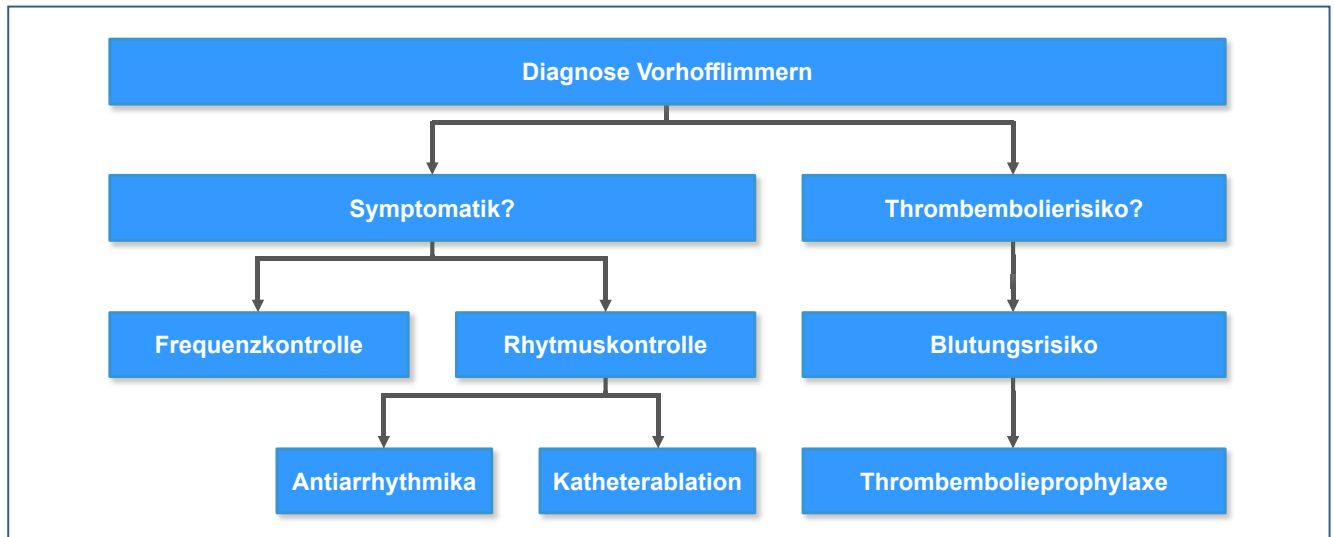 Diagnose Vorhofflimmern
Symptomatik?
Thrombembolierisiko?
Frequenzkontrolle
Rhytmuskontrolle
Blutungsrisiko
Antiarrhythmika
Katheterablation
Thrombembolieprophylaxe